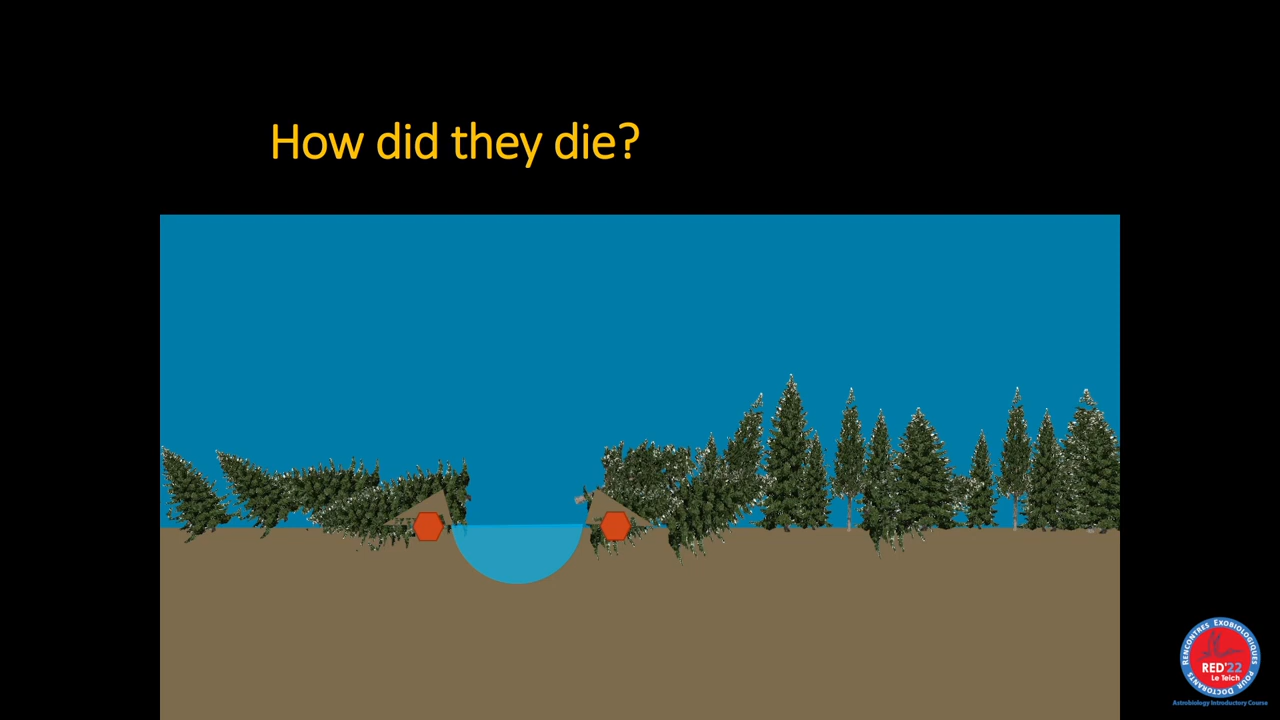 How did they die?
RENCONTRES EXOBIOLOGIQUES
POUR DOCTORANTS
RED'22
Le Teich
Astrobiology Introductory Course